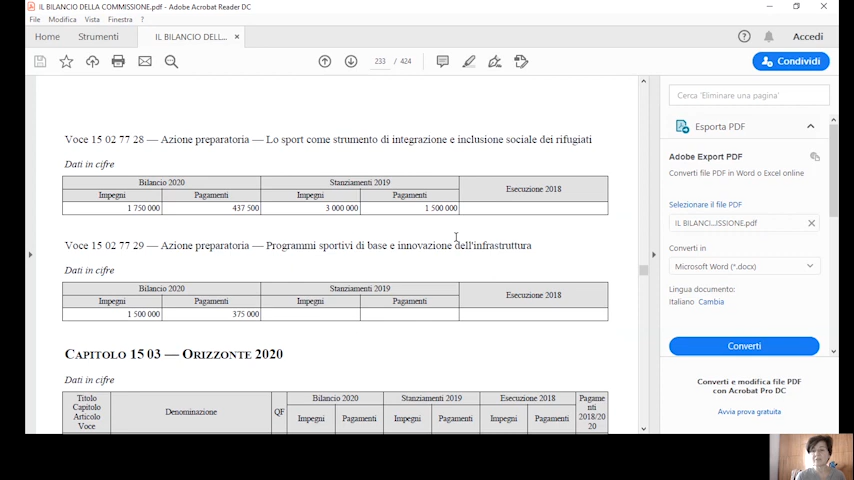 IL BILANCIO DELLA COMMISSIONE.pdf - Adobe Acrobat Reader DC
File Modifica Vista Finestra ?
Home Strumenti IL BILANCIO DELL... × Accedi
233 / 424 Condividi
Voce 15 02 77 28 — Azione preparatoria — Lo sport come strumento di integrazione e inclusione sociale dei rifugiati
Dati in cifre
Bilancio 2020 Stanziamenti 2019 Esecuzione 2018
Impegni Pagamenti Impegni Pagamenti
1 750 000 437 500 3 000 000 1 500 000
Voce 15 02 77 29 — Azione preparatoria — Programmi sportivi di base e innovazione dell'infrastruttura
Dati in cifre
Bilancio 2020 Stanziamenti 2019 Esecuzione 2018
Impegni Pagamenti Impegni Pagamenti
1 500 000 375 000
CAPITOLO 15 03 — ORIZZONTE 2020
Dati in cifre
Titolo
Capitolo
Articolo
Voce
Denominazione
QF
Bilancio 2020 Stanziamenti 2019 Esecuzione 2018
Impegni Pagamenti Impegni Pagamenti Impegni Pagamenti
Pagame
nti
2018/20
20
Cerca 'Eliminare una pagina'
Esporta PDF
Adobe Export PDF
Converti file PDF in Word o Excel online
Selezionare il file PDF
IL BILANCI...ISSIONE.pdf
Converti in
Microsoft Word (*.docx)
Lingua documento:
Italiano Cambia
Converti
Converti e modifica file PDF
con Acrobat Pro DC
Avvia prova gratuita